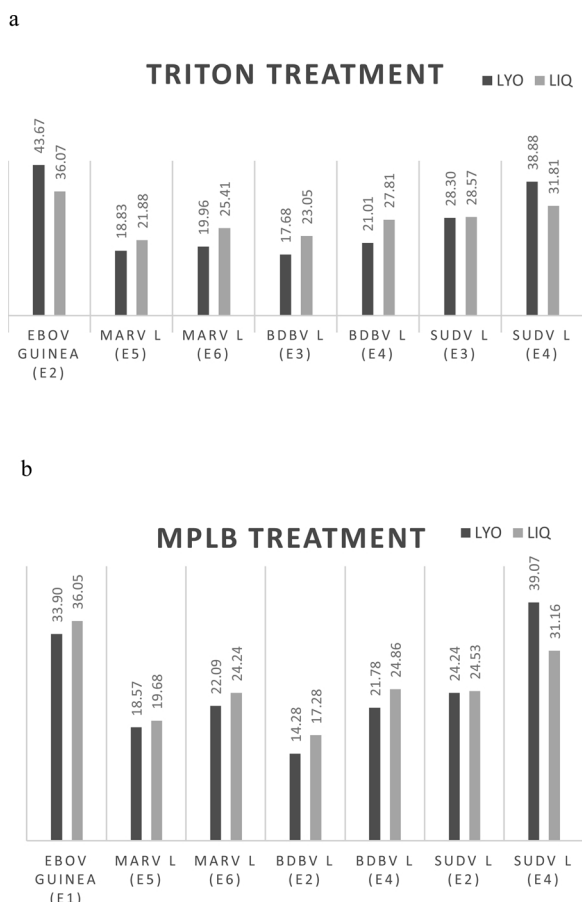 a
TRITON TREATMENT
LYO LIQ
43.67 36.07 18.83 21.88 19.96 25.41 17.68 23.05 21.01 27.81 28.30 28.57 38.88 31.81
EBOV MARV L MARV L BDBV L BDBV L SUDV L SUDV L
GUINEA (E5) (E6) (E3) (E4) (E3) (E4)
(E2)
b
MPLB TREATMENT
LYO LIQ
33.90 36.05 18.57 19.68 22.09 24.24 14.28 17.28 21.78 24.86 24.24 24.53 39.07 31.16
EBOV MARV L MARV L BDBV L BDBV L SUDV L SUDV L
GUINEA (E5) (E6) (E2) (E4) (E2) (E4)
(E1)